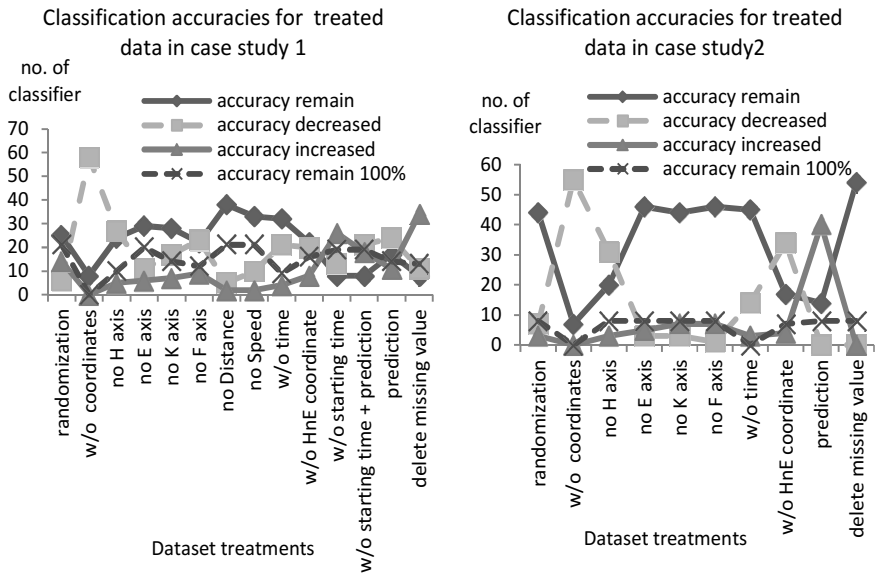 Classification accuracies for treated
data in case study 1
no. of
classifier
accuracy remain
accuracy decreased
accuracy increased
accuracy remain 100%
70
60
50
40
30
20
10
0
randomization
w/o coordinates
no H axis
no E axis
no K axis
no F axis
no Distance
no Speed
w/o time
w/o HnE coordinate
w/o starting time
w/o starting time + prediction
prediction
delete missing value
Dataset treatments
Classification accuracies for treated
data in case study2
no. of
classifier
accuracy remain
accuracy decreased
accuracy increased
accuracy remain 100%
60
50
40
30
20
10
0
randomization
w/o coordinates
no H axis
no E axis
no K axis
no F axis
w/o time
w/o HnE coordinate
prediction
delete missing value
Dataset treatments